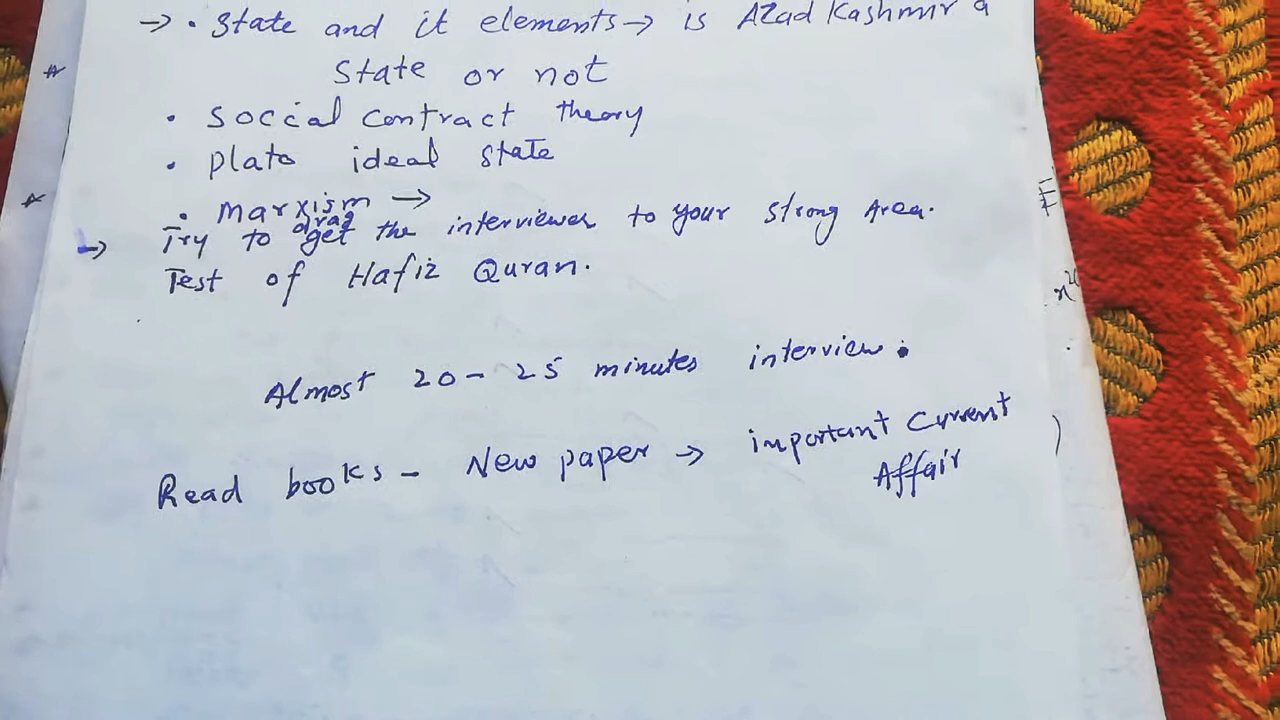 → • State and it elements → is Azad Kashmir a
State or not
• Social contract theory
• Plato ideal state
• Marxism →
drag
→ Try to get the interviewer to your strong Area.
Test of Hafiz Quran.
Almost 20 - 25 minutes interview.
Read books - New paper → important Current
Affair